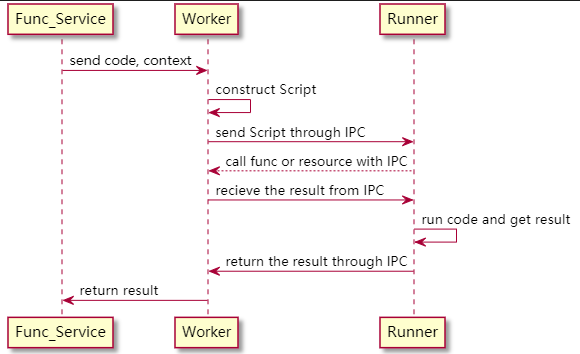 Func_Service Worker Runner
send code, context
construct Script
send Script through IPC
call func or resource with IPC
recieve the result from IPC
run code and get result
return the result through IPC
return result
Func_Service Worker Runner